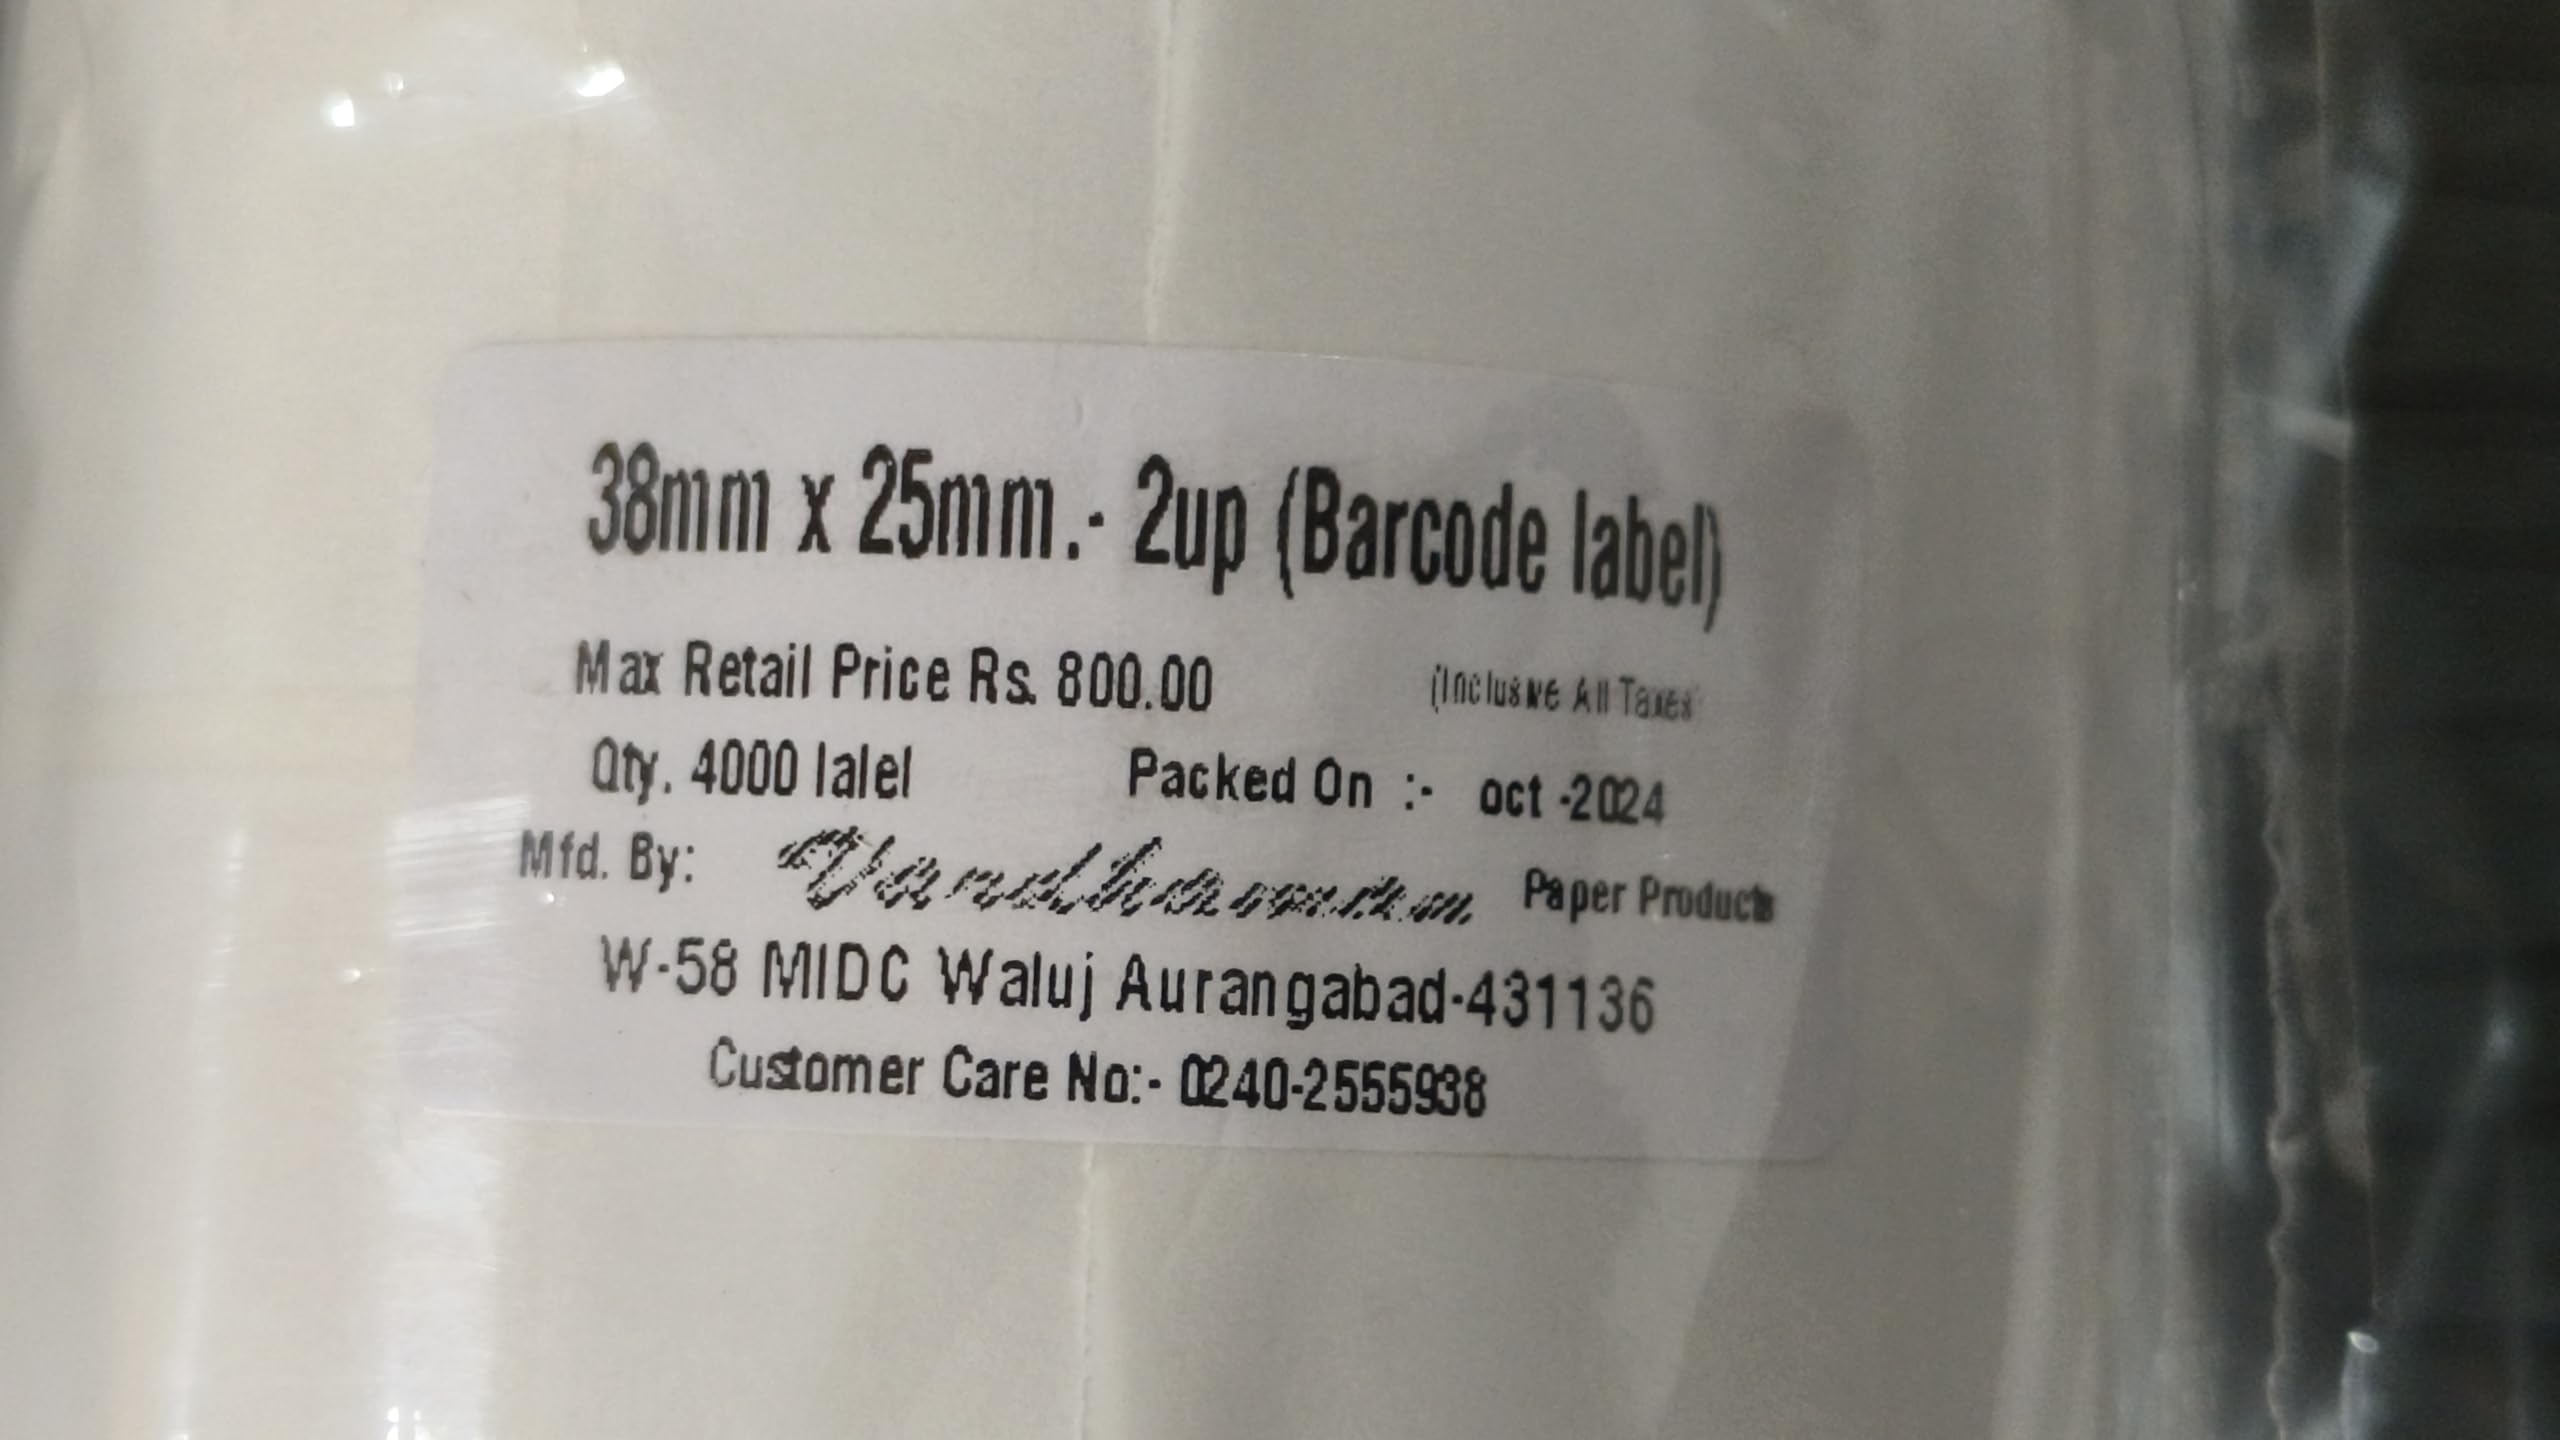 38mm x 25mm.- 2up (Barcode label)
Max Retail Price Rs. 800.00 (Inclusive All Taxes
Qty. 4000 lalel Packed On :- oct -2024
Mfd. By: Paper Products
W-58 MIDC Waluj Aurangabad-431136
Customer Care No:- 0240-2555938